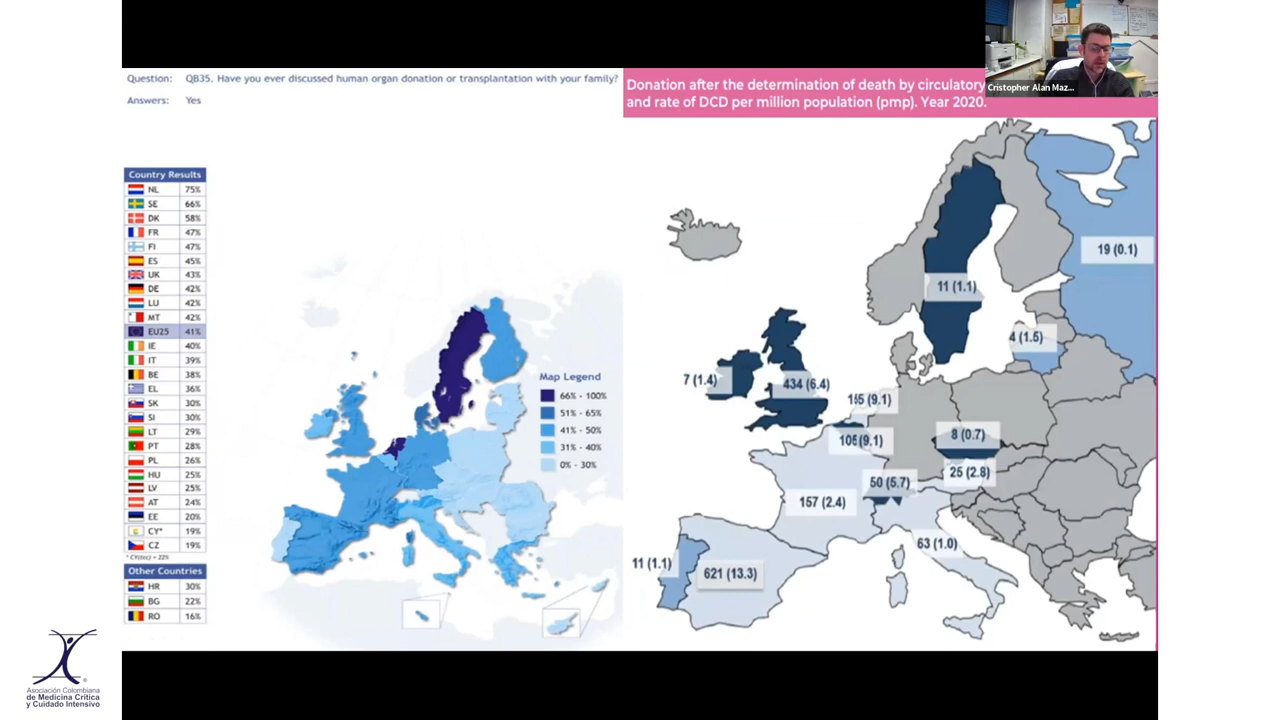 Question: QB35. Have you ever discussed human organ donation or transplantation with your family?
Answers: Yes
Country Results
NL 75%
SE 66%
DK 58%
FR 47%
FI 47%
ES 45%
UK 43%
DE 42%
LU 42%
MT 42%
EU25 41%
IE 40%
IT 39%
BE 38%
EL 36%
SK 30%
SI 30%
LT 29%
PT 28%
PL 26%
HU 25%
LV 25%
AT 24%
EE 20%
CY* 19%
CZ 19%
= 22%
Other Countries
HR 30%
BG 22%
RO 16%
Map Legend
66% - 100%
51% - 65%
41% - 50%
31% - 40%
0% - 30%
Donation after the determination of death by circulatory
and rate of DCD per million population (pmp). Year 2020.
Cristopher Alan Maz...
19 (0.1)
11 (1.1)
4 (1.5)
7 (1.4)
434 (6.4)
(9.1)
(9.1)
8 (0.7)
25 (2.8)
50 (5.7)
157 (2.4)
63 (1.0)
11 (1.1)
621 (13.3)
Asociación Colombiana
de Medicina Crítica
y Cuidado Intensivo